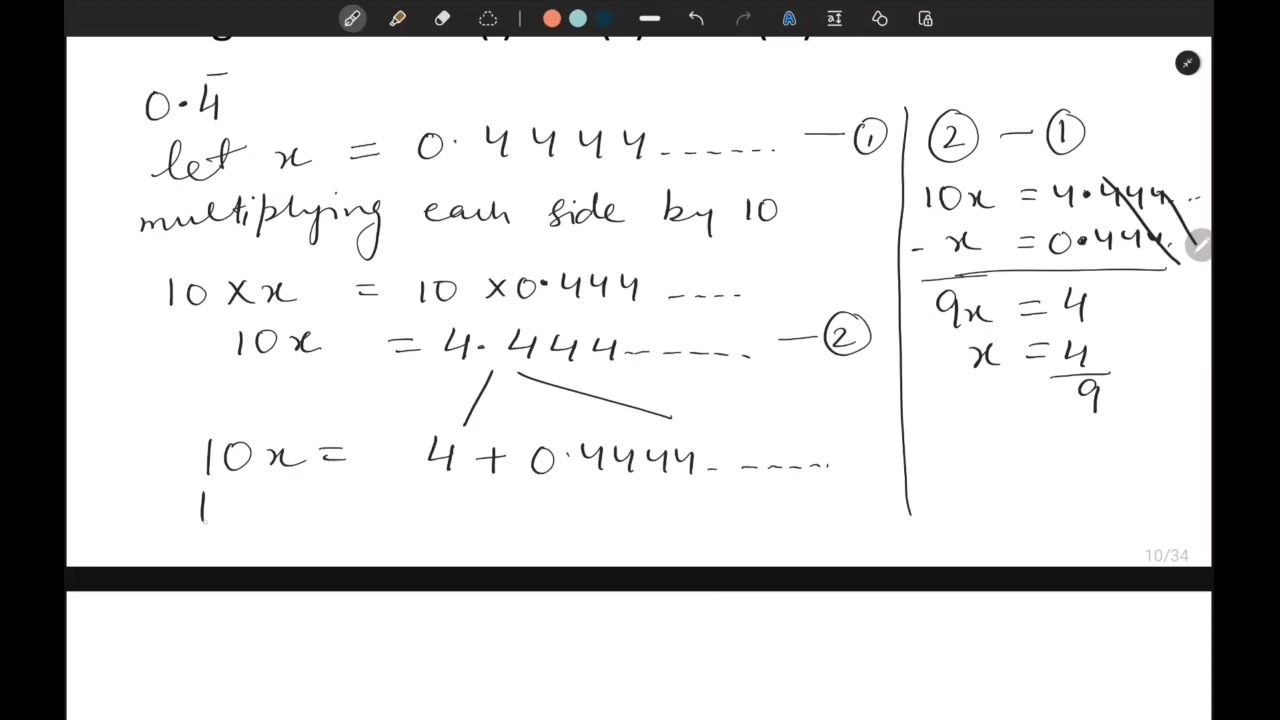 0.4̅
let x = 0.4444....... —①
multiplying each side by 10
10 × x = 10 × 0.444 ....
10x = 4.444....... —②
10x = 4 + 0.4444.......
1
② — ①
10x = 4.444..
- x = 0.444.
9x = 4
x = 4
9
10/34